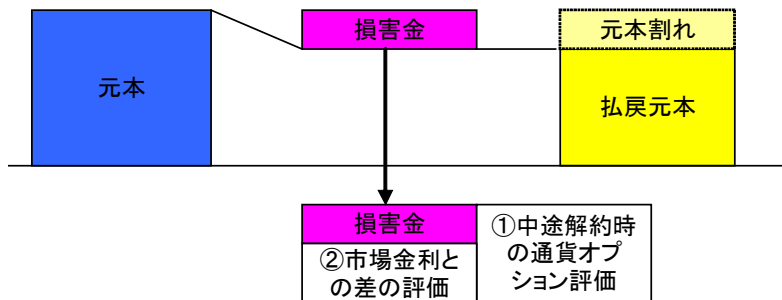 元本
損害金
元本割れ
払戻元本
損害金
②市場金利と
の差の評価
①中途解約時
の通貨オプ
ション評価